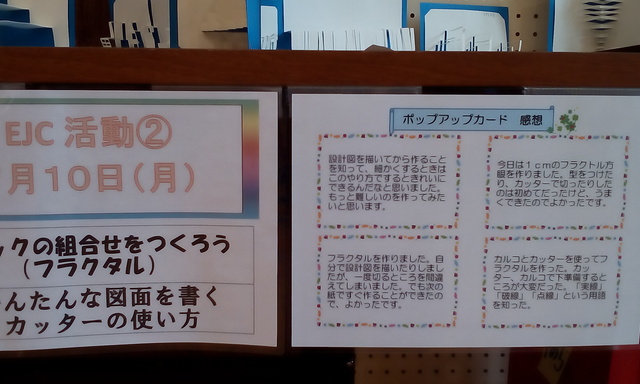 EJC 活動②
月10日(月)
ックの組合せをつくろう
(フラクタル)
んたんな図面を書く
カッターの使い方
ポップアップカード 感想
設計図を描いてから作ること
を知って、細かくするときは
このやり方でするときれいに
できるんだなと思いました。
もっと難しいのを作ってみた
いと思います。
今日は1cmのフラクトル方
眼を作りました。型をつけた
り、カッターで切ったりしたの
は初めてだったけど、うま
くできたのでよかったです。
フラクタルを作りました。自
分で設計図を描いたりしまし
たが、一度切るところを間違
えてしまいました。でも次の
紙ですぐ作ることができたの
で、よかったです。
カルコとカッターを使ってフ
ラクタルを作った。カッ
ター、カルコで下準備すると
ころが大変だった。「実線」
「破線」「点線」という用語
を知った。